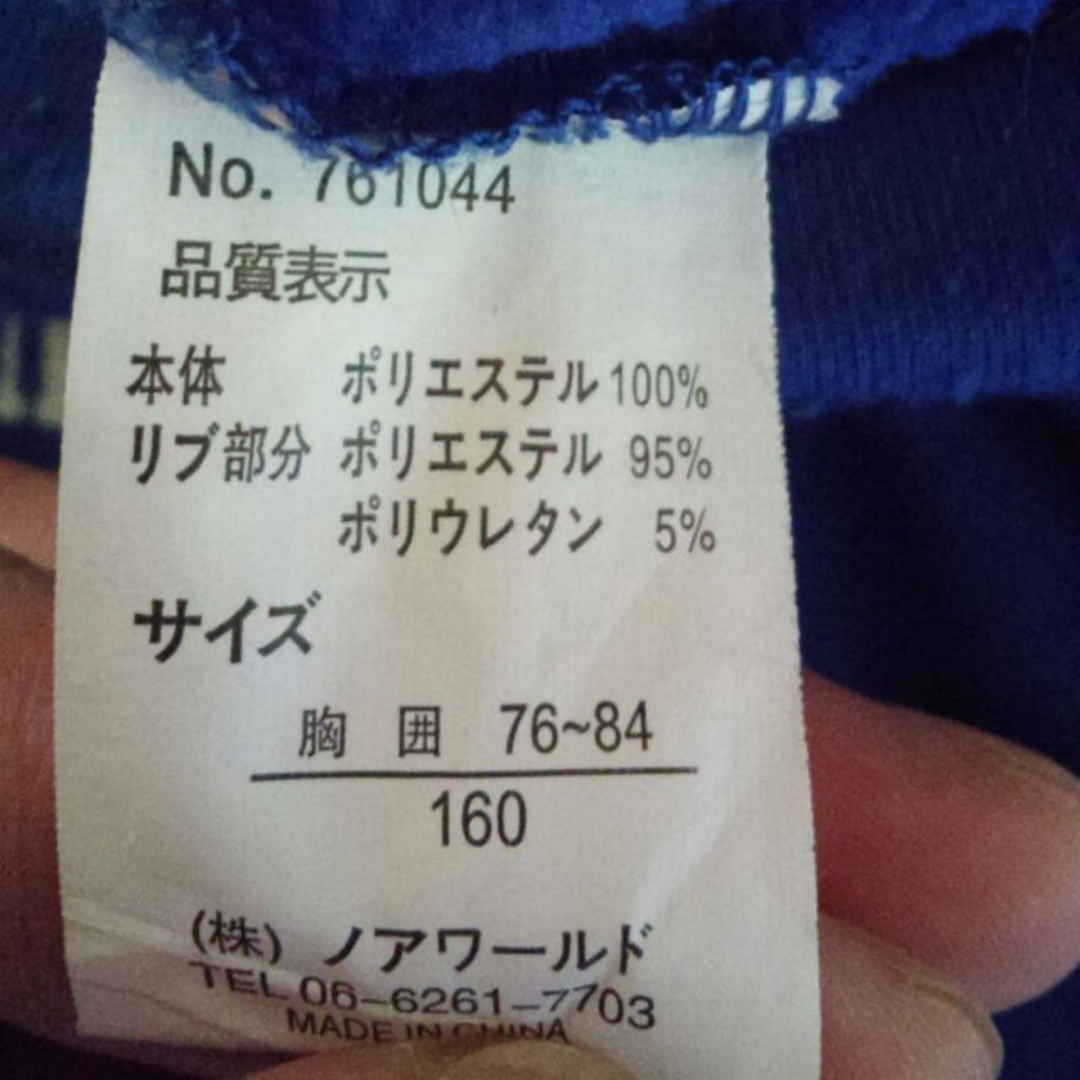 No. 761044
品質表示
本体 ポリエステル 100%
リブ部分 ポリエステル 95%
ポリウレタン 5%
サイズ
胸 囲 76~84
160
(株) ノアワールド
TEL 06-6261-7703
MADE IN CHINA